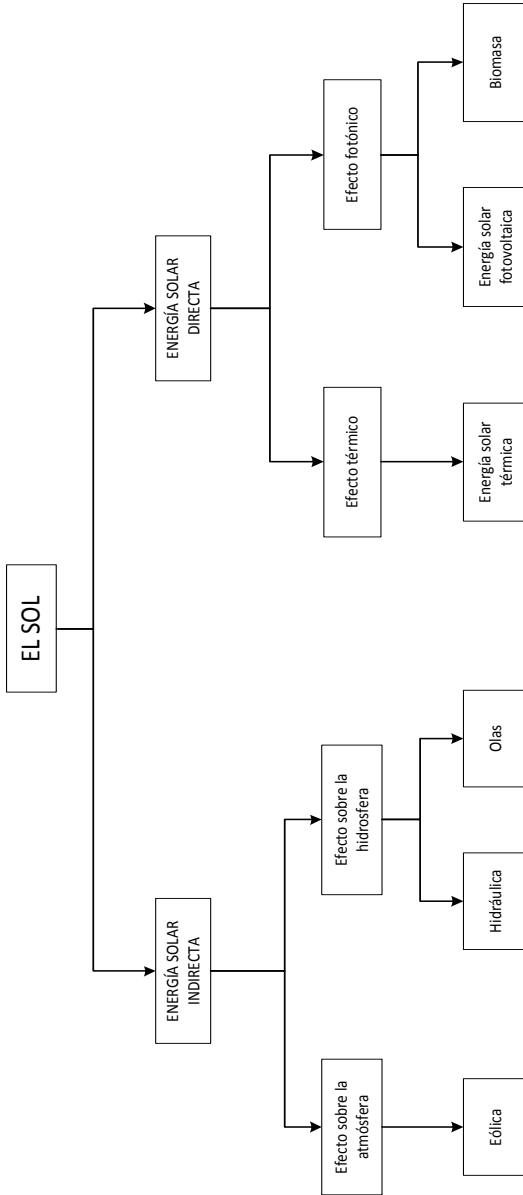 EL SOL
ENERGÍA SOLAR
INDIRECTA
ENERGÍA SOLAR
DIRECTA
Efecto sobre la
atmósfera
Efecto sobre la
hidrosfera
Efecto térmico
Efecto fotónico
Eólica
Hidráulica
Olas
Energía solar
térmica
Energía solar
fotovoltaica
Biomasa